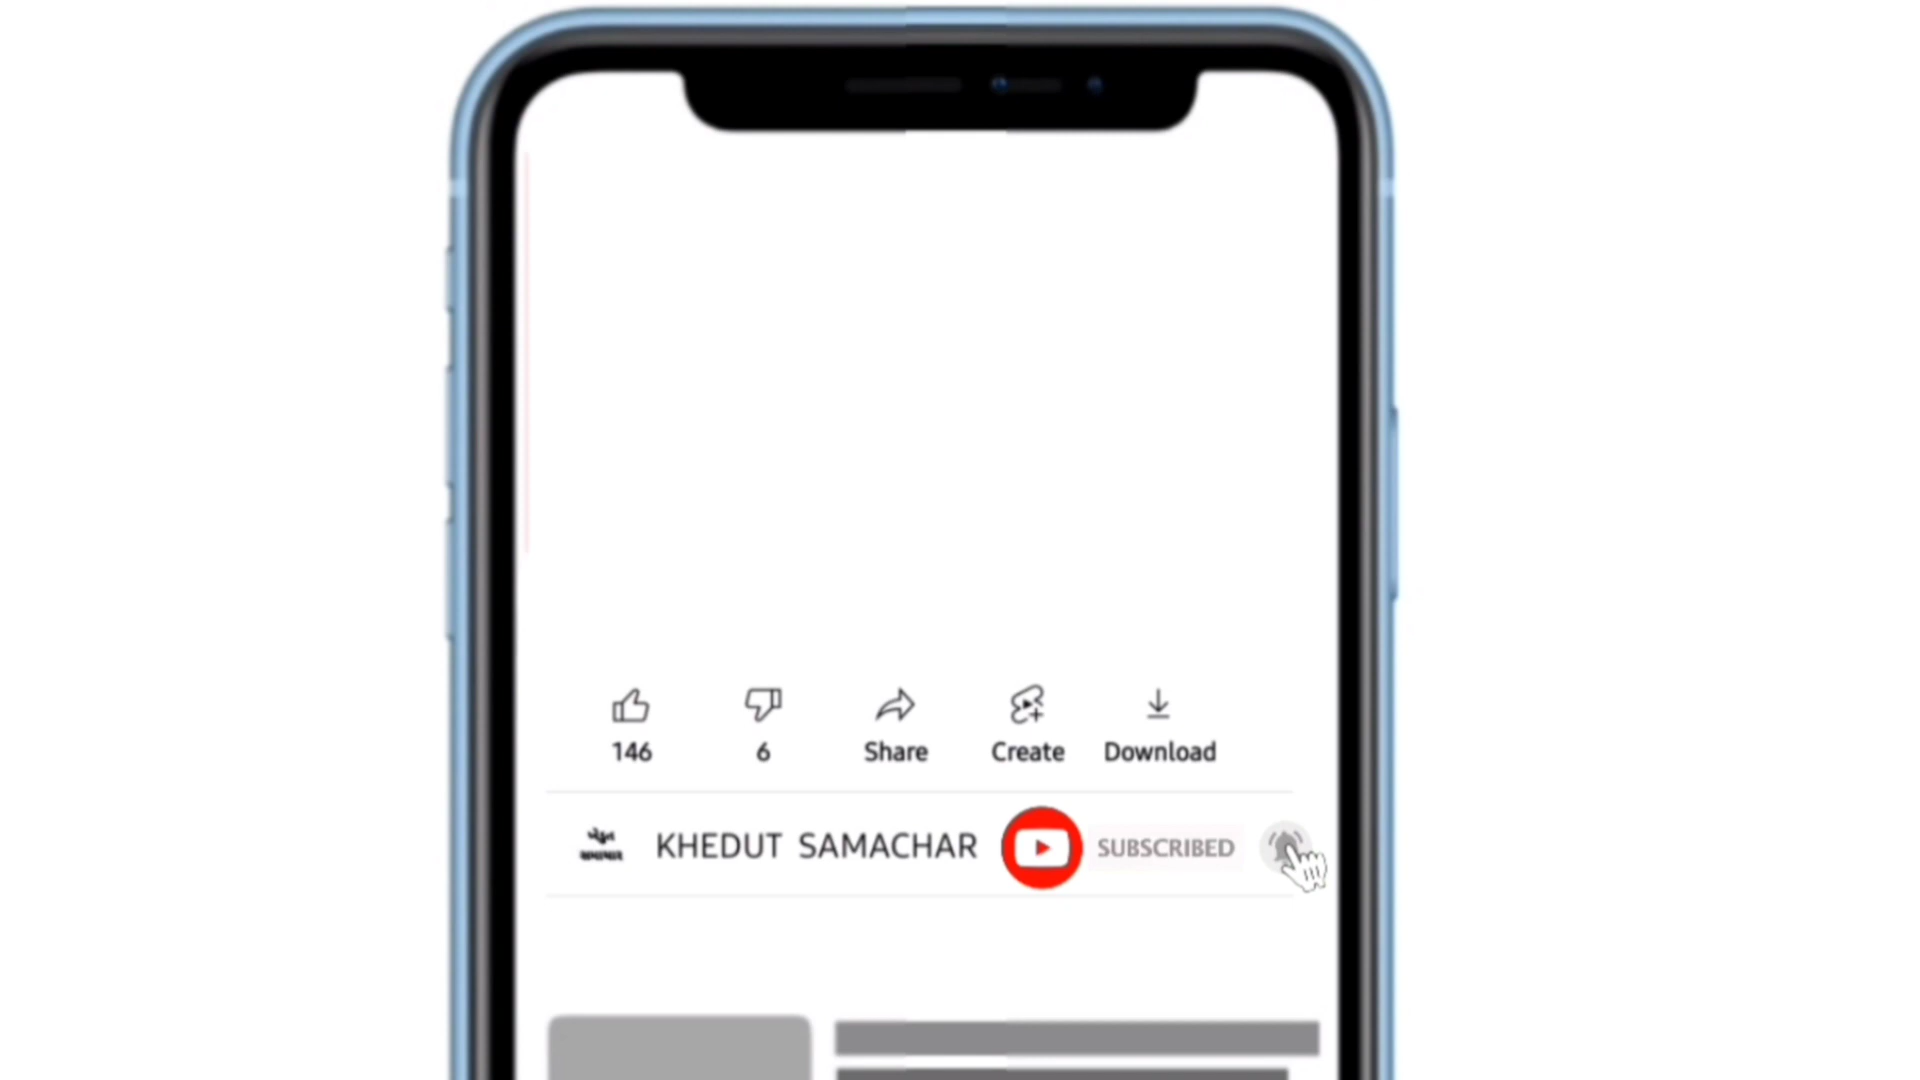 146
6
Share
Create
Download
KHEDUT SAMACHAR
SUBSCRIBED